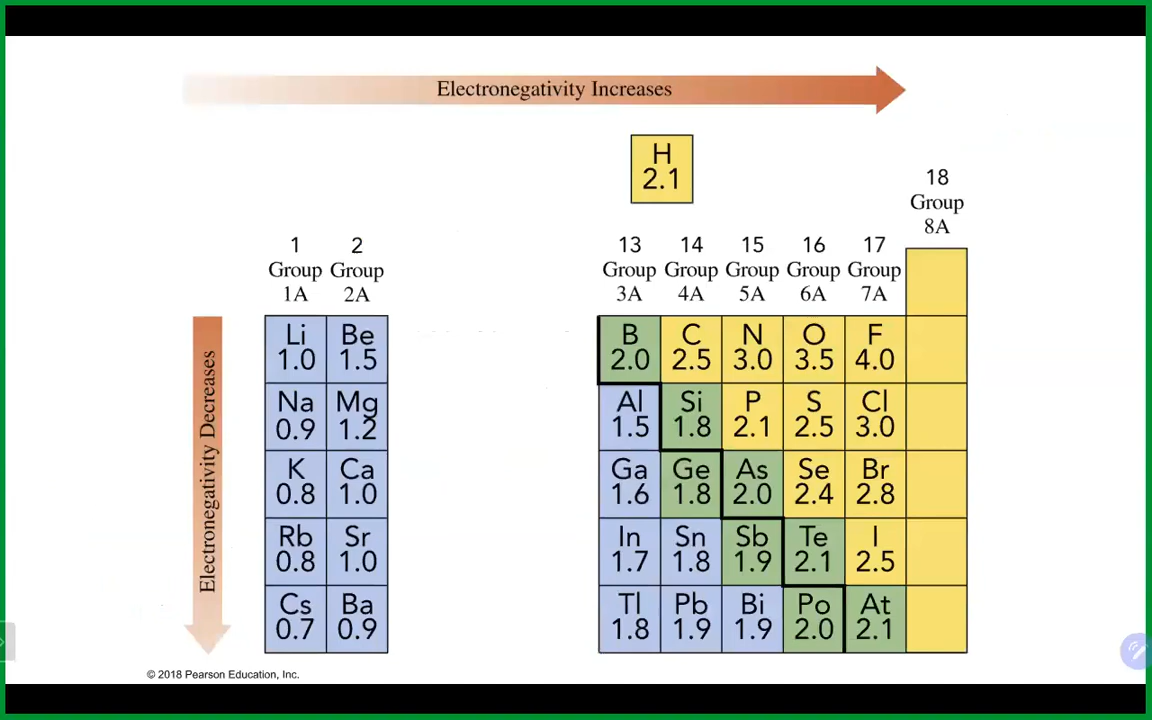 Electronegativity Increases
H
2.1
18
Group
8A
1 2 13 14 15 16 17
Group Group Group Group Group Group Group
1A 2A 3A 4A 5A 6A 7A
Electronegativity Decreases
Li Be B C N O F
1.0 1.5 2.0 2.5 3.0 3.5 4.0
Na Mg Al Si P S Cl
0.9 1.2 1.5 1.8 2.1 2.5 3.0
K Ca Ga Ge As Se Br
0.8 1.0 1.6 1.8 2.0 2.4 2.8
Rb Sr In Sn Sb Te I
0.8 1.0 1.7 1.8 1.9 2.1 2.5
Cs Ba Tl Pb Bi Po At
0.7 0.9 1.8 1.9 1.9 2.0 2.1
© 2018 Pearson Education, Inc.